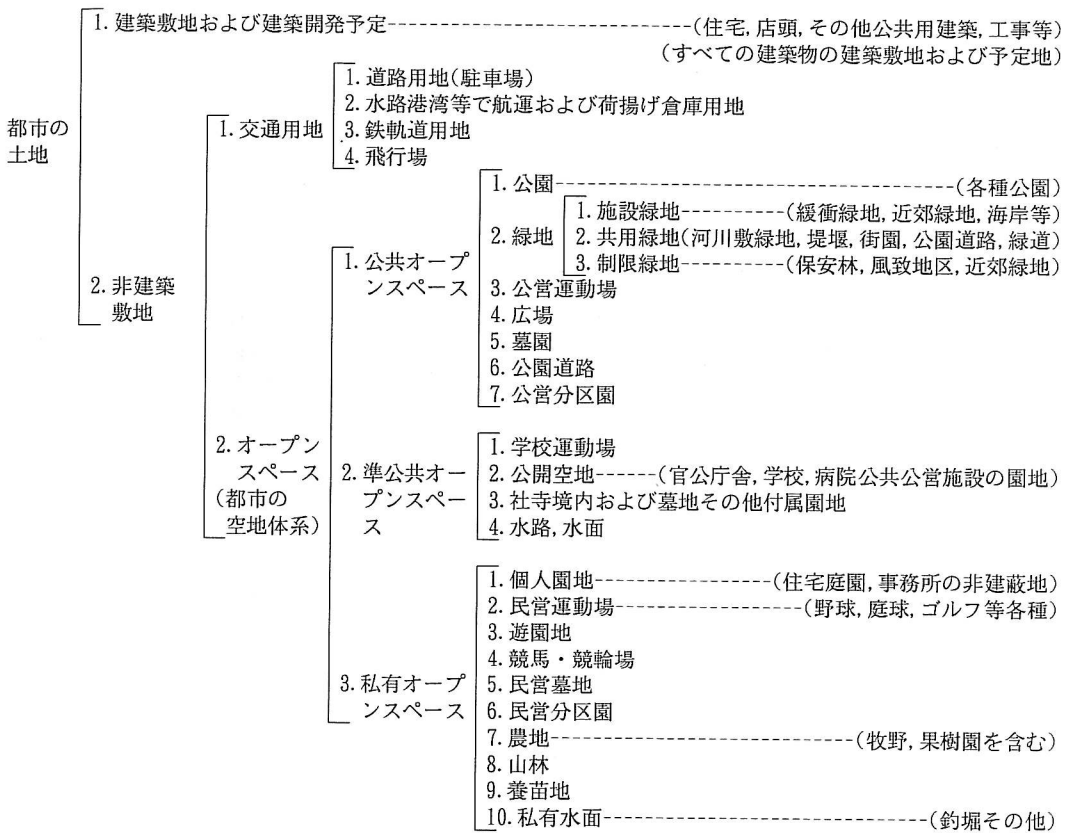 都市の
土地
1. 建築敷地および建築開発予定------(住宅, 店頭, その他公共用建築, 工事等)
(すべての建築物の建築敷地および予定地)
2. 非建築
敷地
1. 交通用地
1. 道路用地(駐車場)
2. 水路港湾等で航運および荷揚げ倉庫用地
3. 鉄軌道用地
4. 飛行場
2. オープン
スペース
(都市の
空地体系)
1. 公共オープ
ンスペース
1. 公園------(各種公園)
2. 緑地
1. 施設緑地------(緩衝緑地, 近郊緑地, 海岸等)
2. 共用緑地(河川敷緑地, 堤堰, 街園, 公園道路, 緑道)
3. 制限緑地------(保安林, 風致地区, 近郊緑地)
3. 公営運動場
4. 広場
5. 墓園
6. 公園道路
7. 公営分区園
2. 準公共オー
プンスペー
ス
1. 学校運動場
2. 公開空地------(官公庁舎, 学校, 病院公共公営施設の園地)
3. 社寺境内および墓地その他付属園地
4. 水路, 水面
3. 私有オープ
ンスペース
1. 個人園地------(住宅庭園, 事務所の非建蔽地)
2. 民営運動場------(野球, 庭球, ゴルフ等各種)
3. 遊園地
4. 競馬・競輪場
5. 民営墓地
6. 民営分区園
7. 農地------(牧野, 果樹園を含む)
8. 山林
9. 養苗地
10. 私有水面------(釣堀その他)